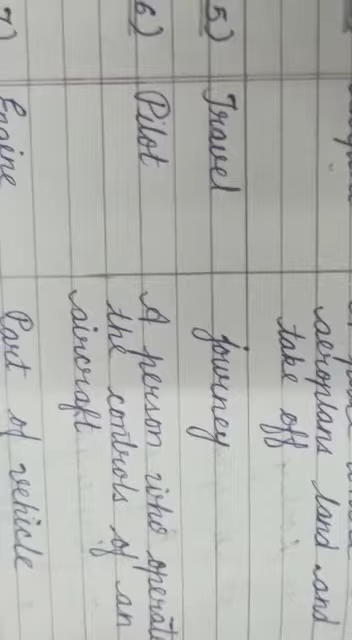 aeroplans land and
take off
5) Travel journey
6) Pilot A person who operate
the controls of an
aircraft
7) Engine Part of vehicle